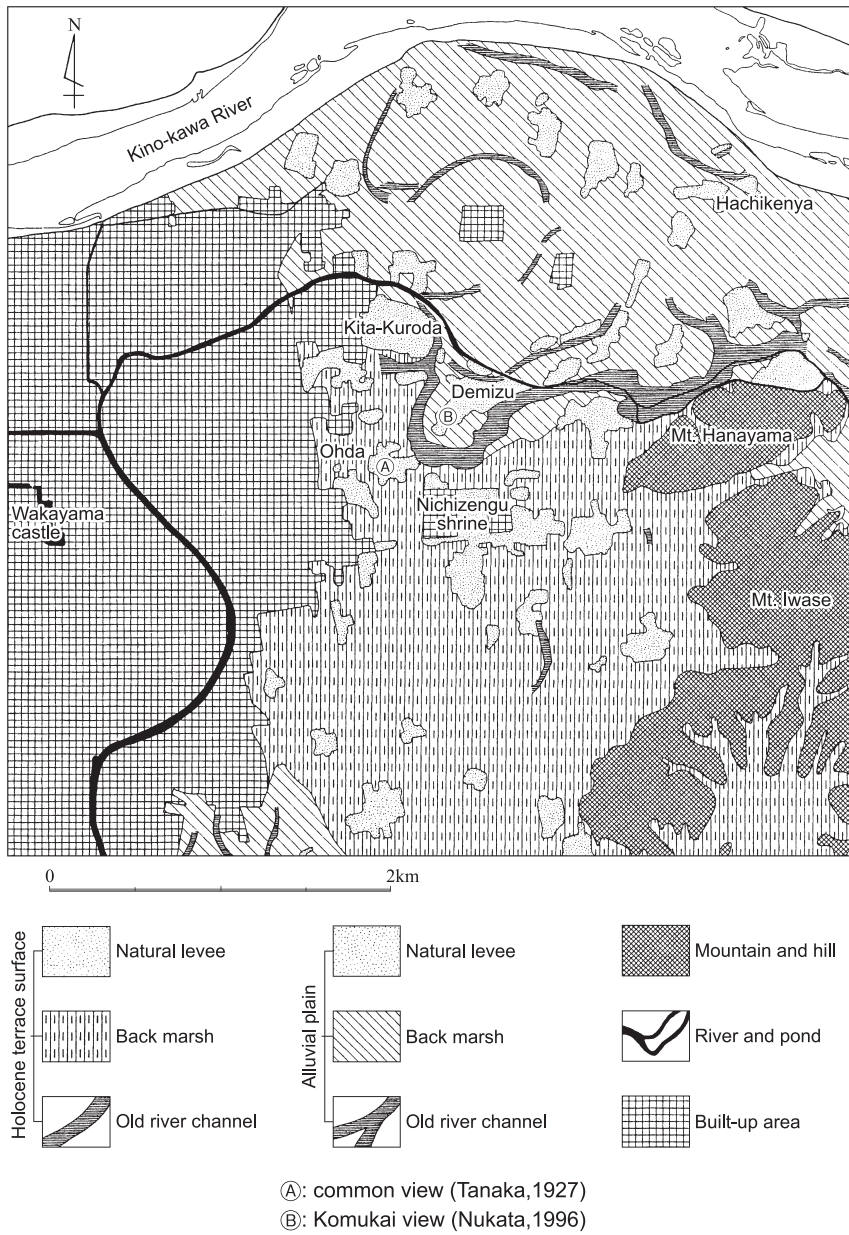 N
Kino-kawa River
Hachikenya
Kita-Kuroda
Demizu
Ⓑ
Mt. Hanayama
Ohda
Ⓐ
Nichizengu
shrine
Wakayama
castle
Mt. Iwase
0 2km
Holocene terrace surface
Natural levee
Back marsh
Old river channel
Alluvial plain
Natural levee
Back marsh
Old river channel
Mountain and hill
River and pond
Built-up area
Ⓐ: common view (Tanaka,1927)
Ⓑ: Komukai view (Nukata,1996)